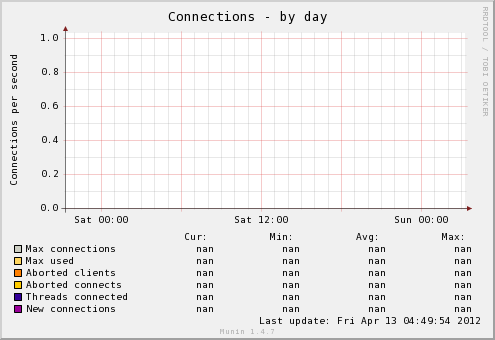 Connections - by day
RRDTOOL / TOBI OETIKER
Connections per second
1.0
0.8
0.6
0.4
0.2
0.0
Sat 00:00 Sat 12:00 Sun 00:00
Cur: Min: Avg: Max:
Max connections nan nan nan nan
Max used nan nan nan nan
Aborted clients nan nan nan nan
Aborted connects nan nan nan nan
Threads connected nan nan nan nan
New connections nan nan nan nan
Last update: Fri Apr 13 04:49:54 2012
Munin 1.4.7